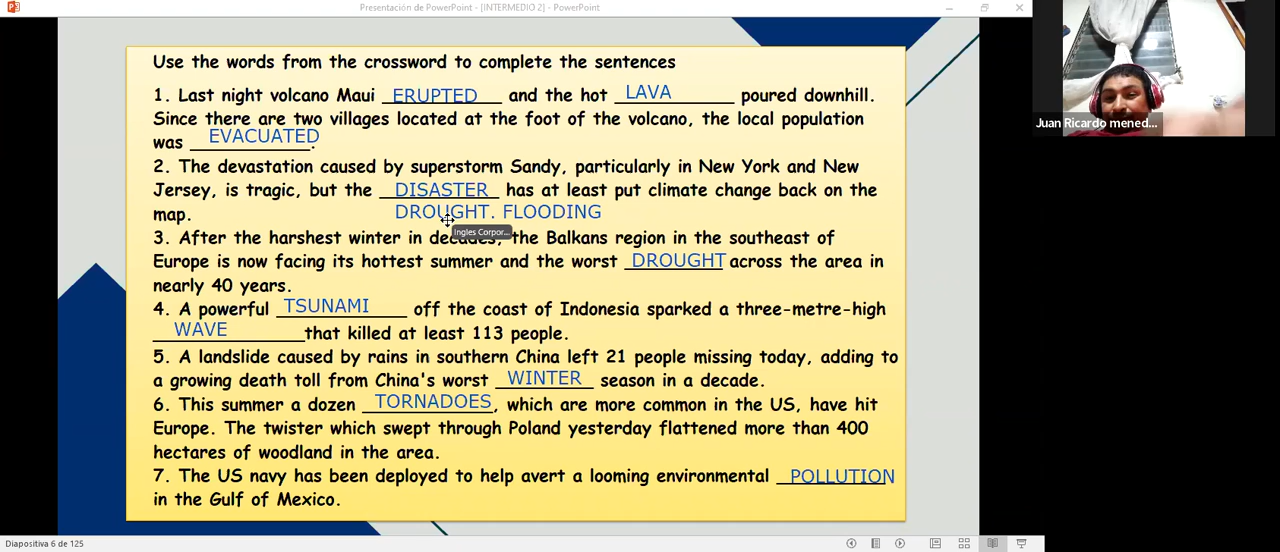 Presentación de PowerPoint - [INTERMEDIO 2] - PowerPoint
Use the words from the crossword to complete the sentences
1. Last night volcano Maui ERUPTED and the hot LAVA poured downhill.
Since there are two villages located at the foot of the volcano, the local population
was EVACUATED.
2. The devastation caused by superstorm Sandy, particularly in New York and New
Jersey, is tragic, but the DISASTER has at least put climate change back on the
map. DROUGHT. FLOODING
Ingles Corpor...
3. After the harshest winter in decades, the Balkans region in the southeast of
Europe is now facing its hottest summer and the worst DROUGHT across the area in
nearly 40 years.
4. A powerful TSUNAMI off the coast of Indonesia sparked a three-metre-high
WAVE that killed at least 113 people.
5. A landslide caused by rains in southern China left 21 people missing today, adding to
a growing death toll from China's worst WINTER season in a decade.
6. This summer a dozen TORNADOES, which are more common in the US, have hit
Europe. The twister which swept through Poland yesterday flattened more than 400
hectares of woodland in the area.
7. The US navy has been deployed to help avert a looming environmental POLLUTION
in the Gulf of Mexico.
Diapositiva 6 de 125
Juan Ricardo mened...